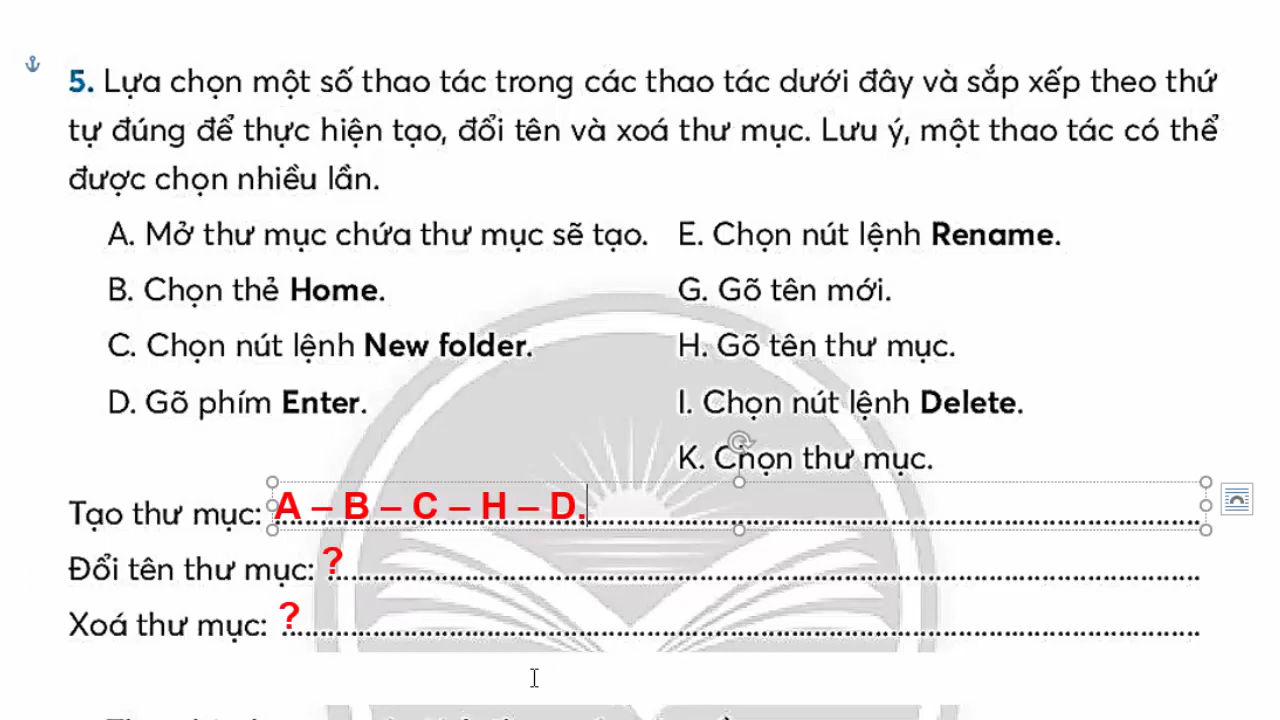 5. Lựa chọn một số thao tác trong các thao tác dưới đây và sắp xếp theo thứ
tự đúng để thực hiện tạo, đổi tên và xoá thư mục. Lưu ý, một thao tác có thể
được chọn nhiều lần.
A. Mở thư mục chứa thư mục sẽ tạo. E. Chọn nút lệnh Rename.
B. Chọn thẻ Home. G. Gõ tên mới.
C. Chọn nút lệnh New folder. H. Gõ tên thư mục.
D. Gõ phím Enter. I. Chọn nút lệnh Delete.
K. Chọn thư mục.
Tạo thư mục: A – B – C – H – D.
Đổi tên thư mục: ?
Xoá thư mục: ?